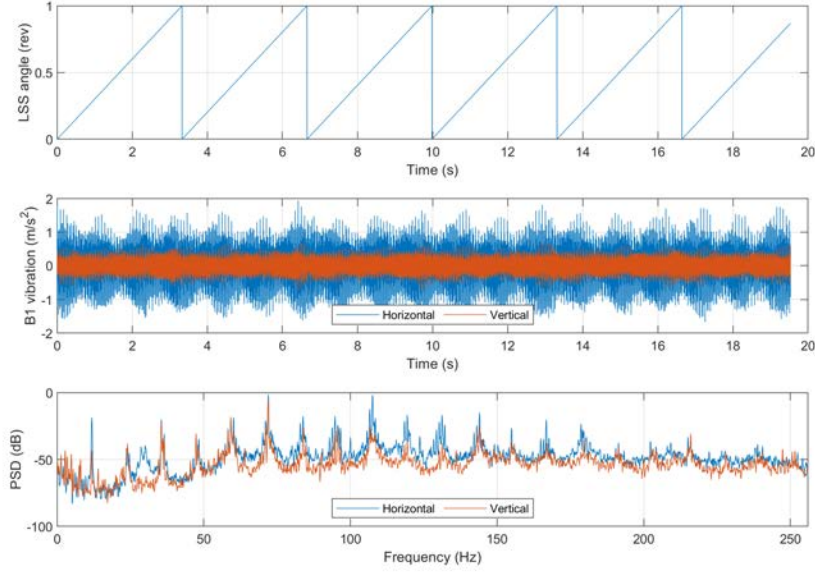 1
0.5
0
LSS angle (rev)
0 2 4 6 8 10 12 14 16 18 20
Time (s)
2
1
0
-1
-2
B1 vibration (m/s²)
Horizontal Vertical
0 2 4 6 8 10 12 14 16 18 20
Time (s)
0
-50
-100
PSD (dB)
Horizontal Vertical
0 50 100 150 200 250
Frequency (Hz)